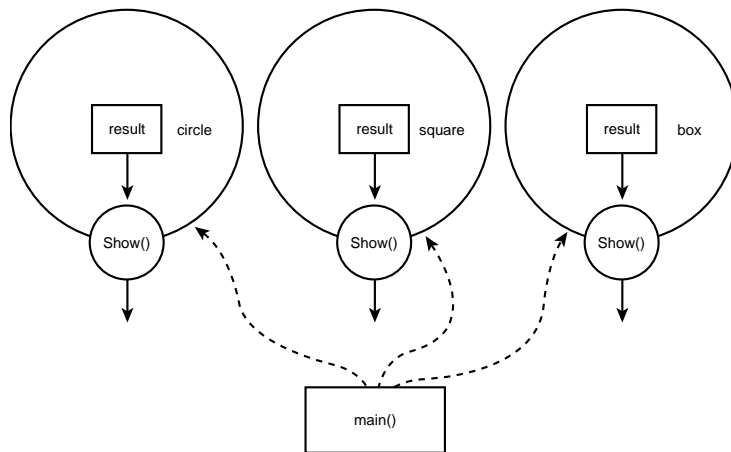 result circle
result square
result box
Show()
Show()
Show()
main()